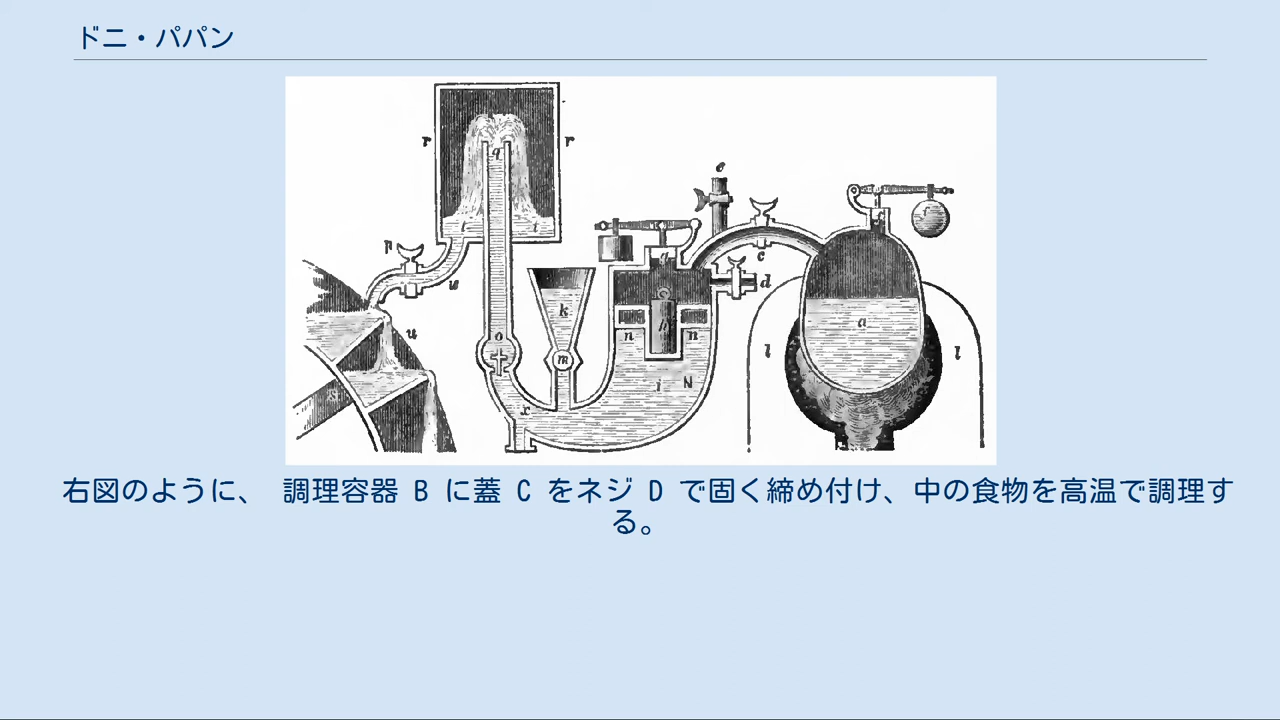 ドニ・パパン
r
r
q
e
p
t
t
g
c
d
u
k
a
n
n
o
u
m
l
l
i
N
s
x
右図のように、 調理容器 B に蓋 C をネジ D で固く締め付け、中の食物を高温で調理す
る。